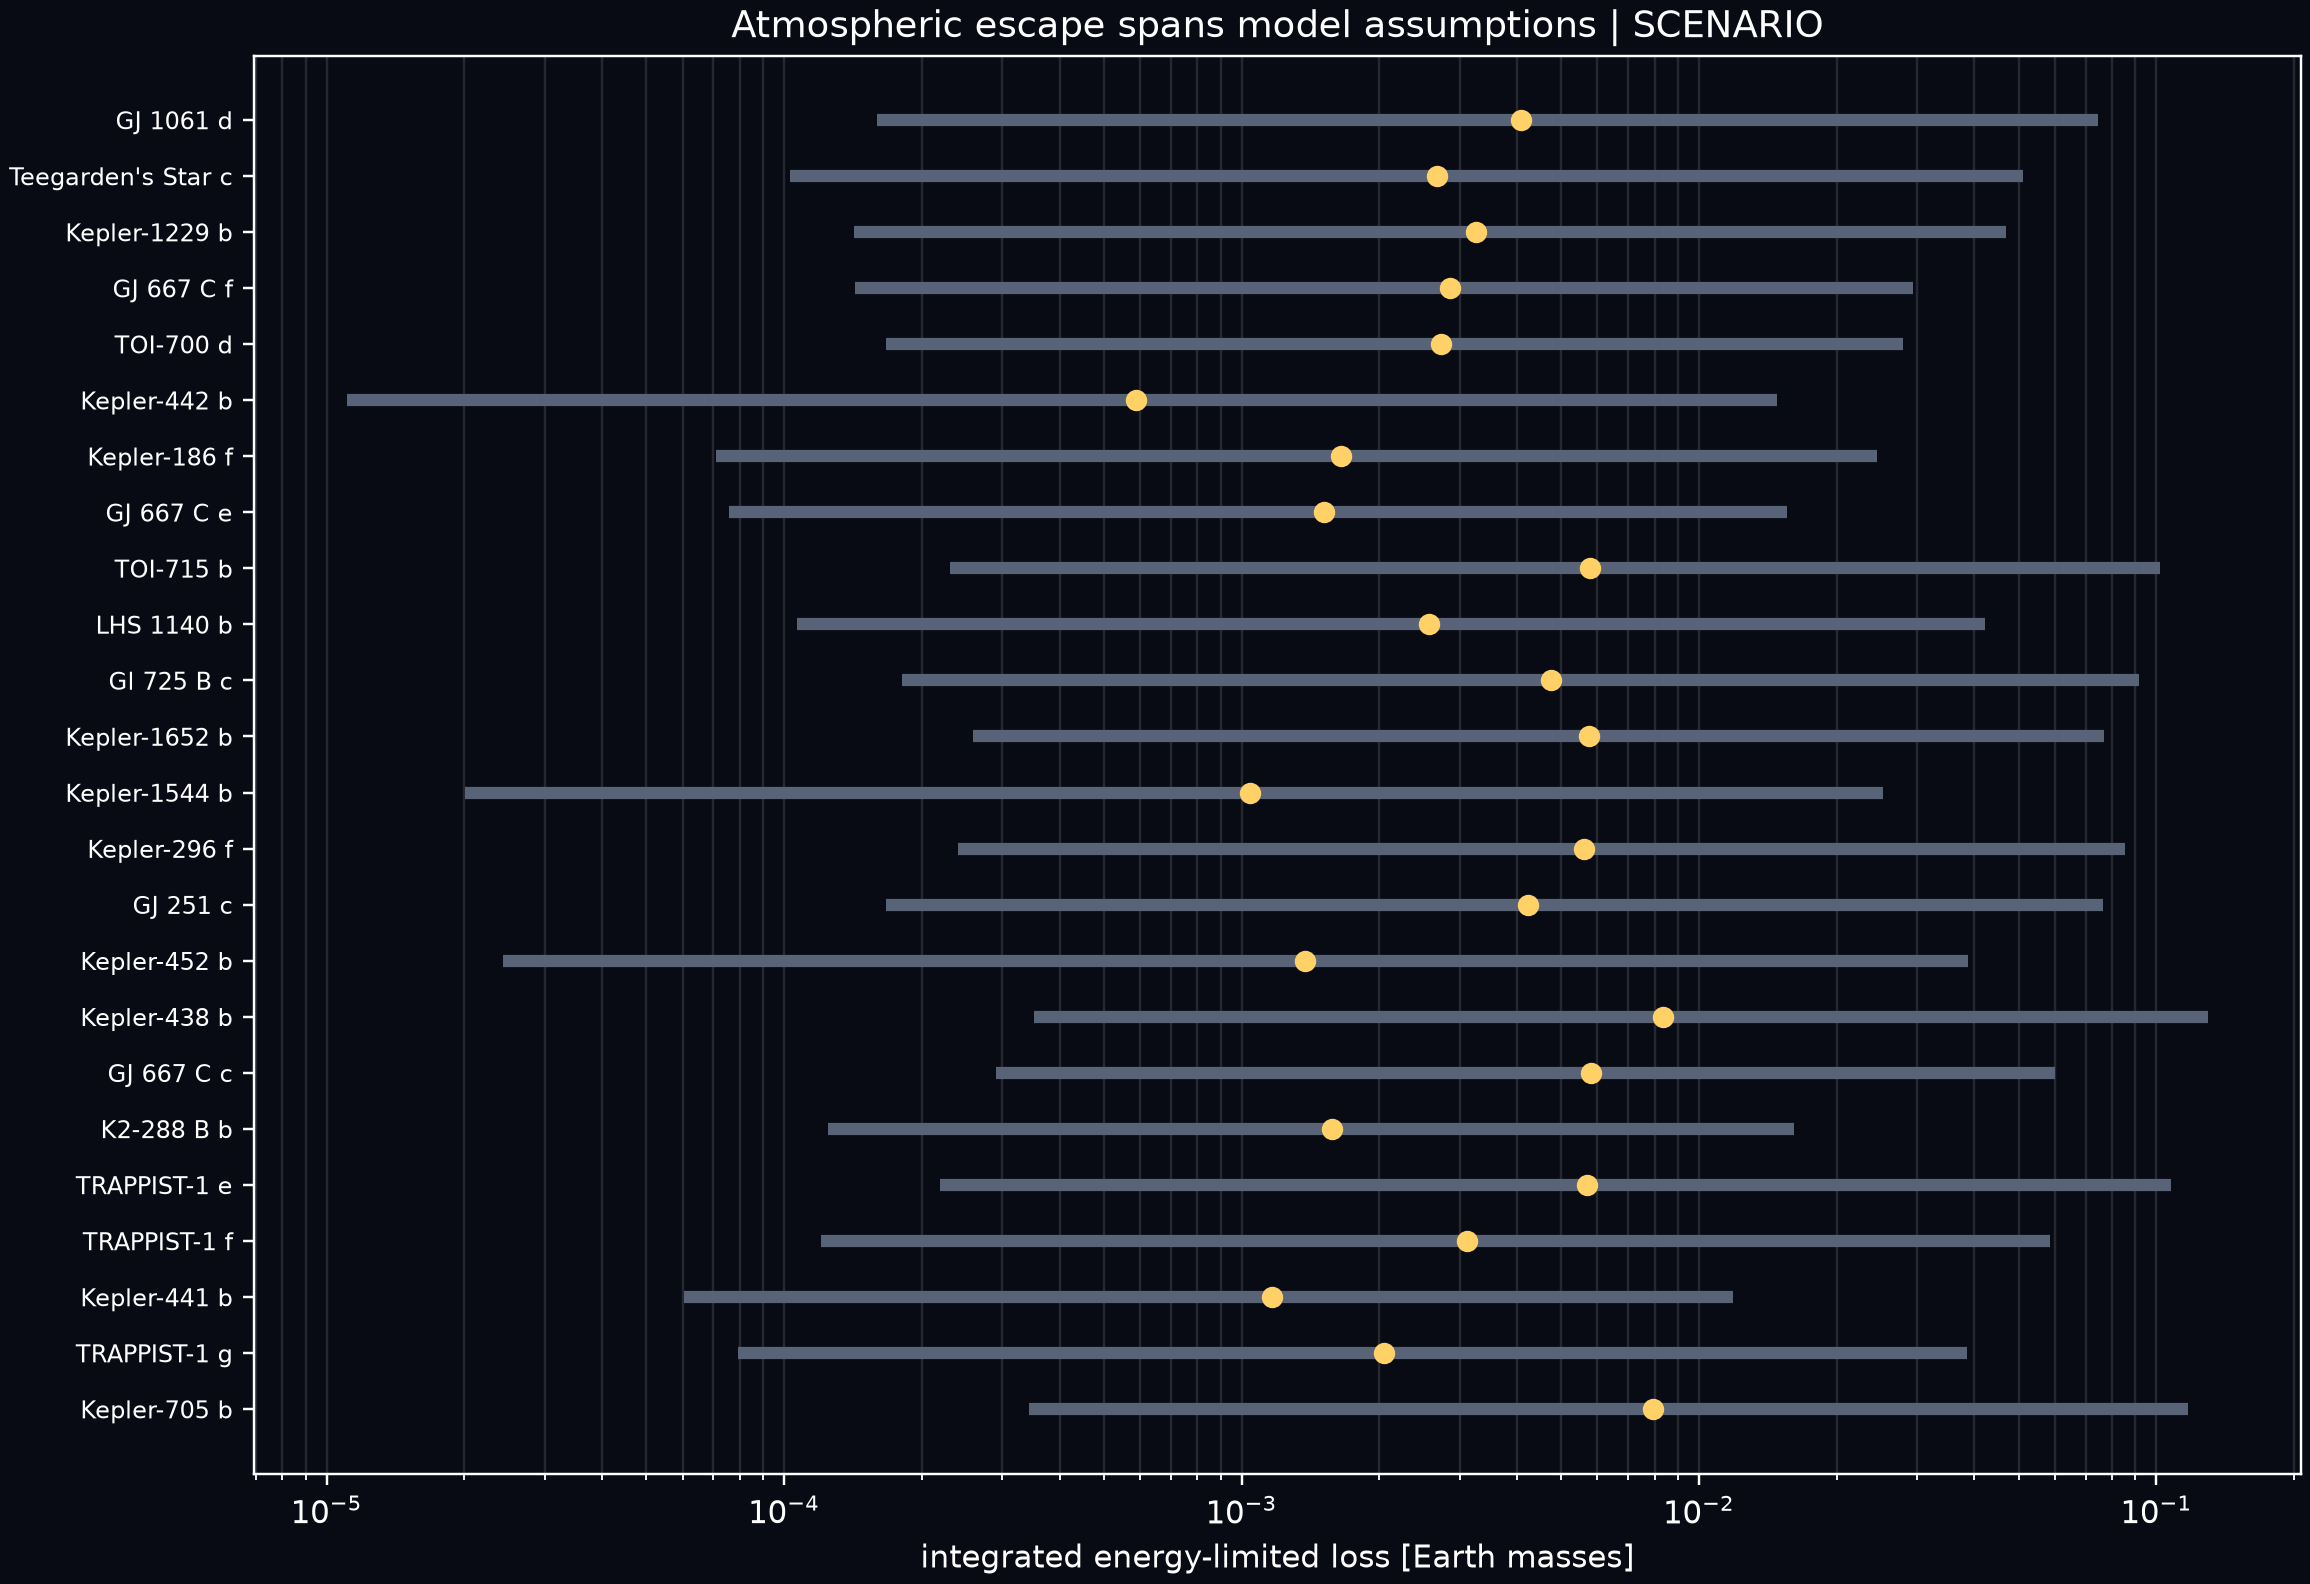 Atmospheric escape spans model assumptions | SCENARIO
GJ 1061 d
Teegarden's Star c
Kepler-1229 b
GJ 667 C f
TOI-700 d
Kepler-442 b
Kepler-186 f
GJ 667 C e
TOI-715 b
LHS 1140 b
Gl 725 B c
Kepler-1652 b
Kepler-1544 b
Kepler-296 f
GJ 251 c
Kepler-452 b
Kepler-438 b
GJ 667 C c
K2-288 B b
TRAPPIST-1 e
TRAPPIST-1 f
Kepler-441 b
TRAPPIST-1 g
Kepler-705 b
10⁻⁵ 10⁻⁴ 10⁻³ 10⁻² 10⁻¹
integrated energy-limited loss [Earth masses]